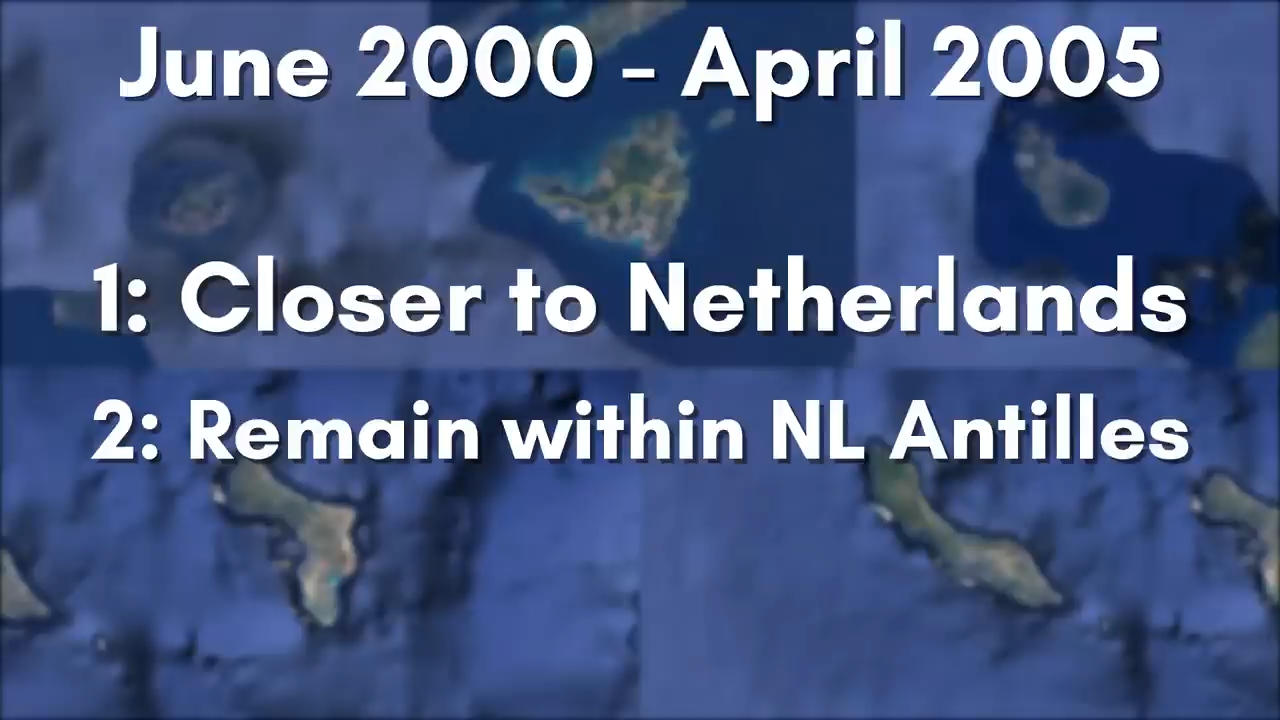 June 2000 - April 2005
1: Closer to Netherlands
2: Remain within NL Antilles